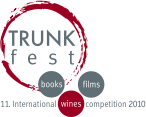 TRUNK
fest
books films
11. International wines competition 2010